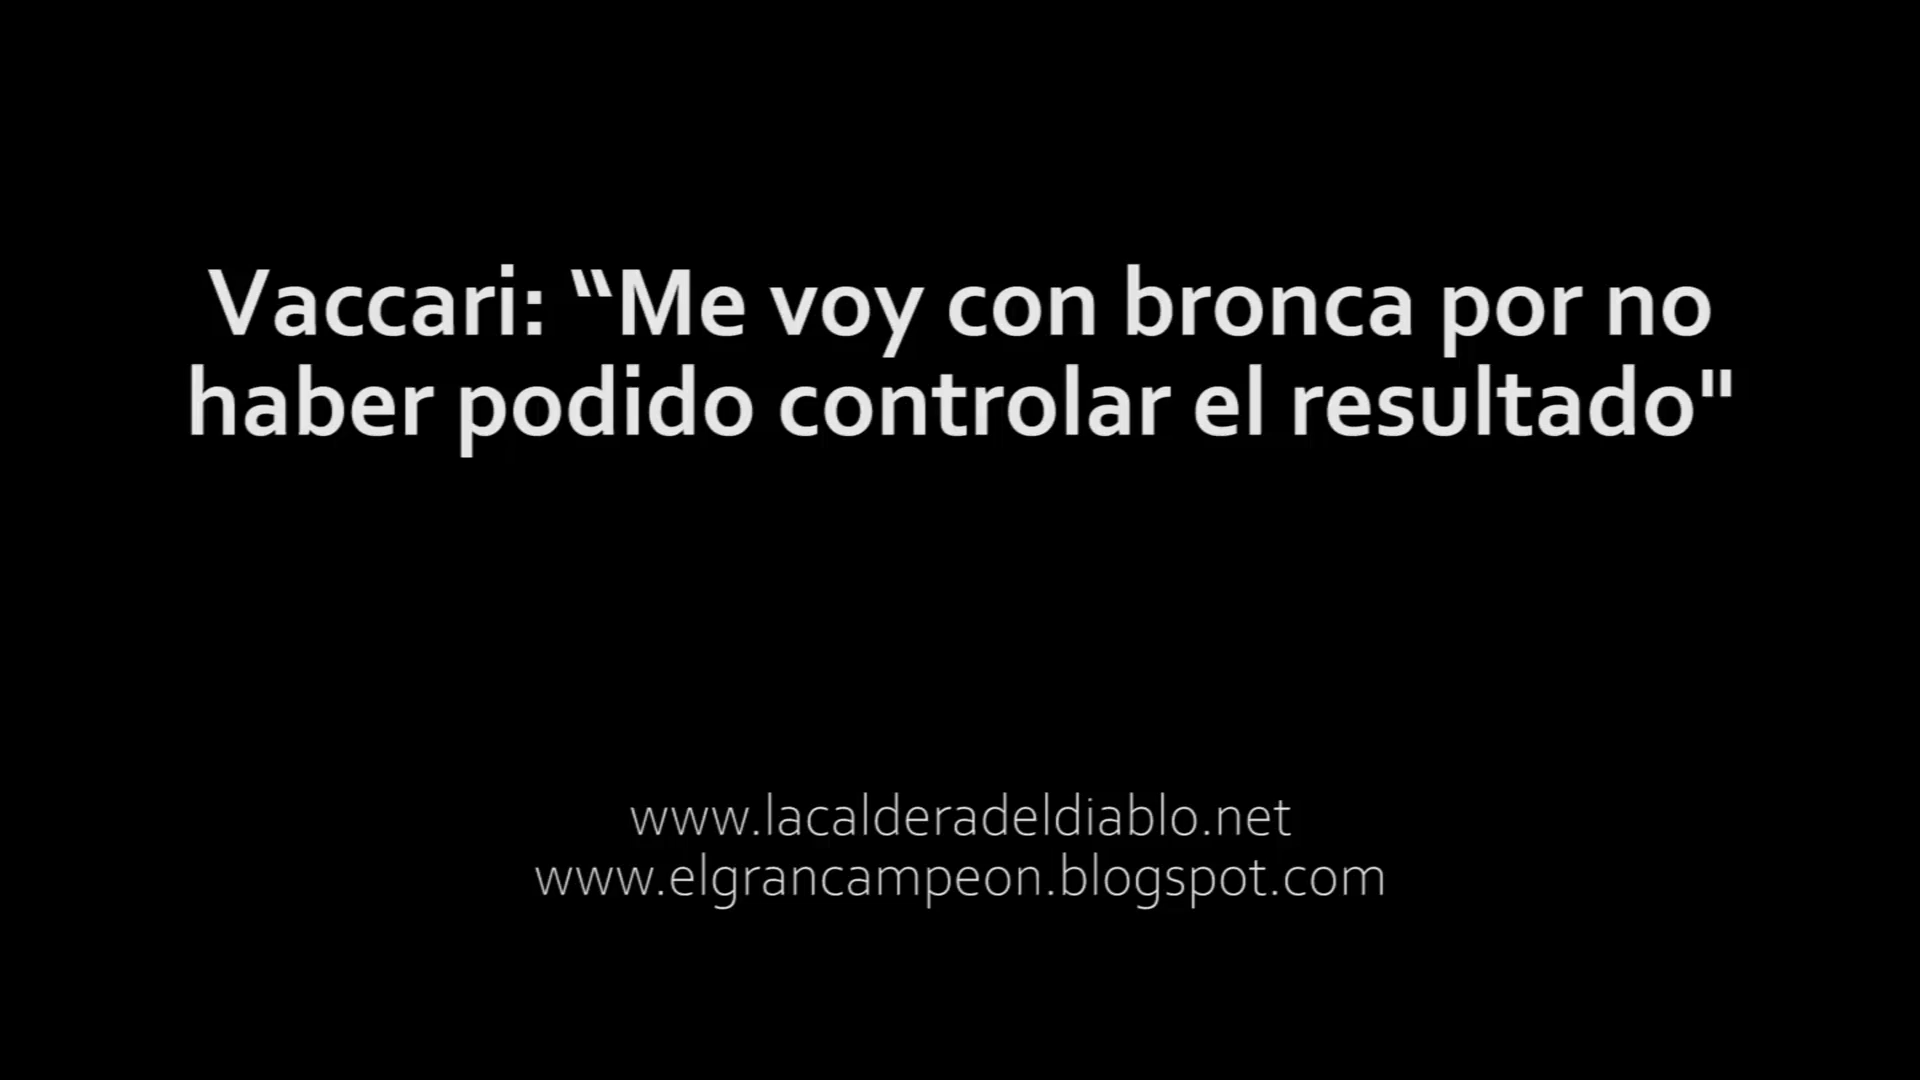 Vaccari: “Me voy con bronca por no
haber podido controlar el resultado"
www.lacalderadeldiablo.net
www.elgrancampeon.blogspot.com